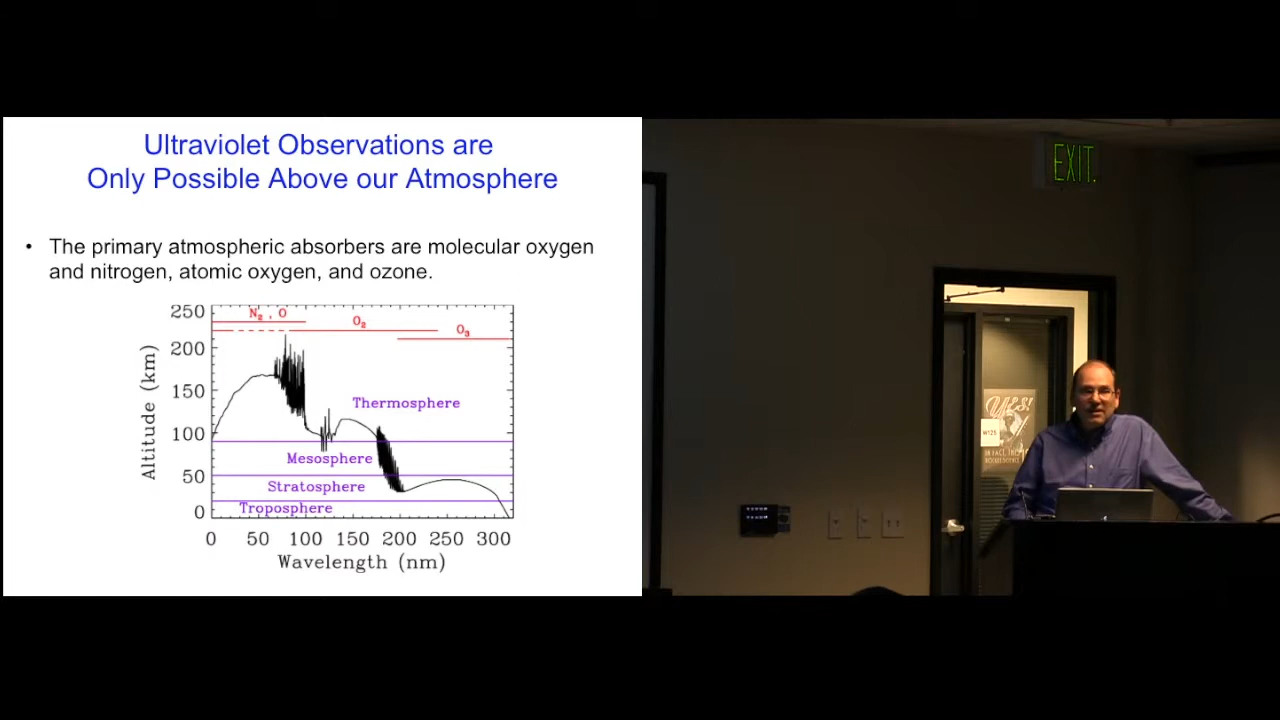 Ultraviolet Observations are
Only Possible Above our Atmosphere
• The primary atmospheric absorbers are molecular oxygen
and nitrogen, atomic oxygen, and ozone.
250
200
150
100
50
0
Altitude (km)
N₂ , O
O₂
O₃
Thermosphere
Mesosphere
Stratosphere
Troposphere
0 50 100 150 200 250 300
Wavelength (nm)
EXIT
YES!
W125